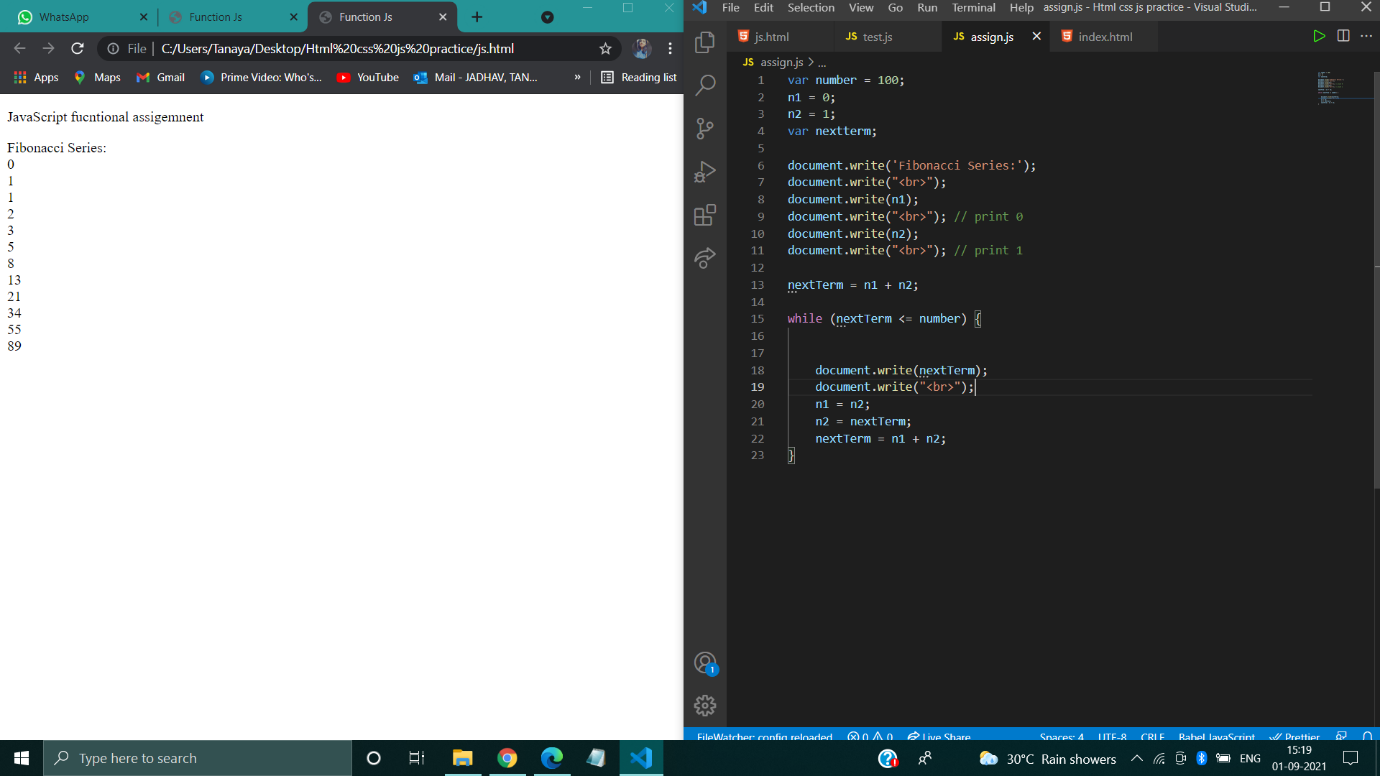 WhatsApp
Function Js
Function Js
File | C:/Users/Tanaya/Desktop/Html%20css%20js%20practice/js.html
Apps Maps Gmail Prime Video: Who's... YouTube Mail - JADHAV, TAN... » Reading list
JavaScript fucntional assigemnent
Fibonacci Series:
0
1
1
2
3
5
8
13
21
34
55
89
File Edit Selection View Go Run Terminal Help assign.js - Html css js practice - Visual Studi...
js.html JS test.js JS assign.js index.html
JS assign.js > ...
1 var number = 100;
2 n1 = 0;
3 n2 = 1;
4 var nextterm;
5
6 document.write('Fibonacci Series:');
7 document.write("<br>");
8 document.write(n1);
9 document.write("<br>"); // print 0
10 document.write(n2);
11 document.write("<br>"); // print 1
12
13 nextTerm = n1 + n2;
14
15 while (nextTerm <= number) {
16
17
18 document.write(nextTerm);
19 document.write("<br>");
20 n1 = n2;
21 n2 = nextTerm;
22 nextTerm = n1 + n2;
23 }
1
FileWatcher: config reloaded 0 0 Live Share Spaces: 4 UTF-8 CRLF Babel JavaScript Prettier
Type here to search
30°C Rain showers ENG
15:19
01-09-2021